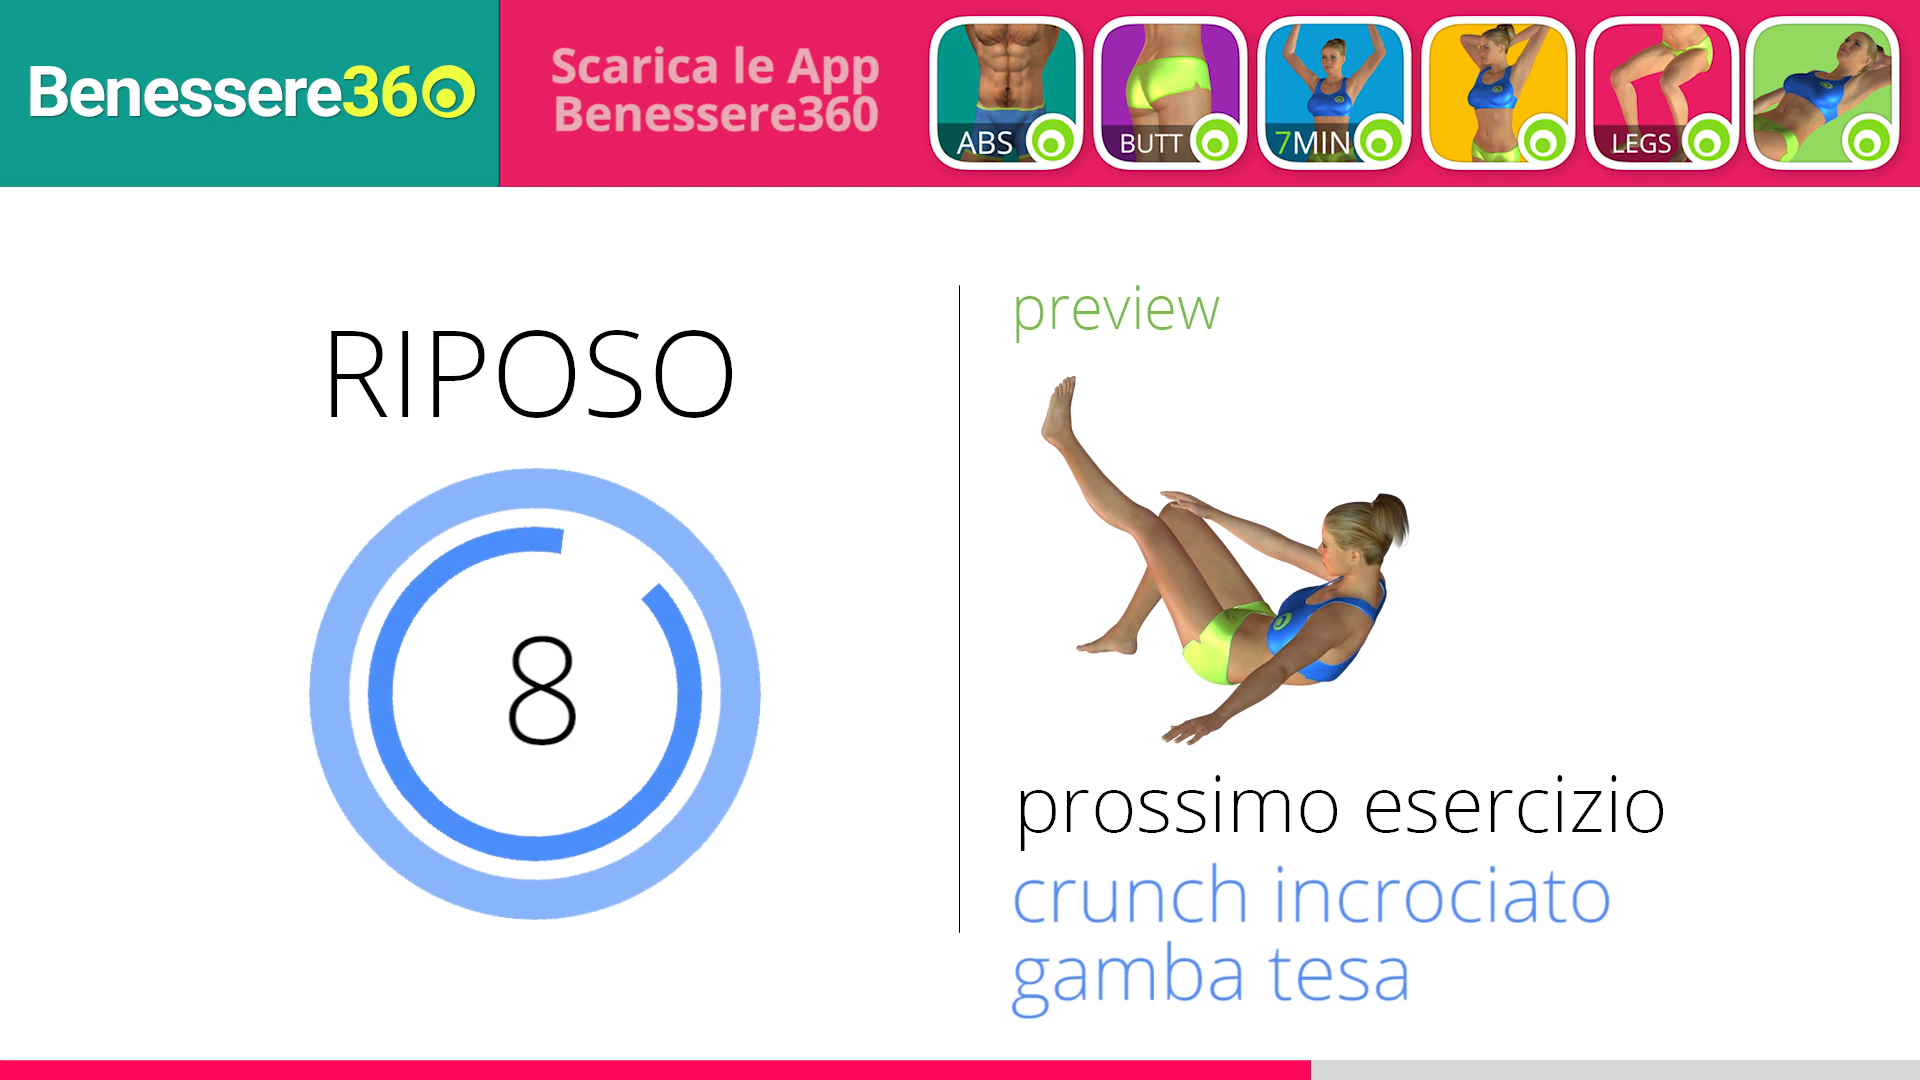 Benessere360
Scarica le App
Benessere360
ABS
BUTT
7MIN
LEGS
RIPOSO
8
preview
prossimo esercizio
crunch incrociato
gamba tesa